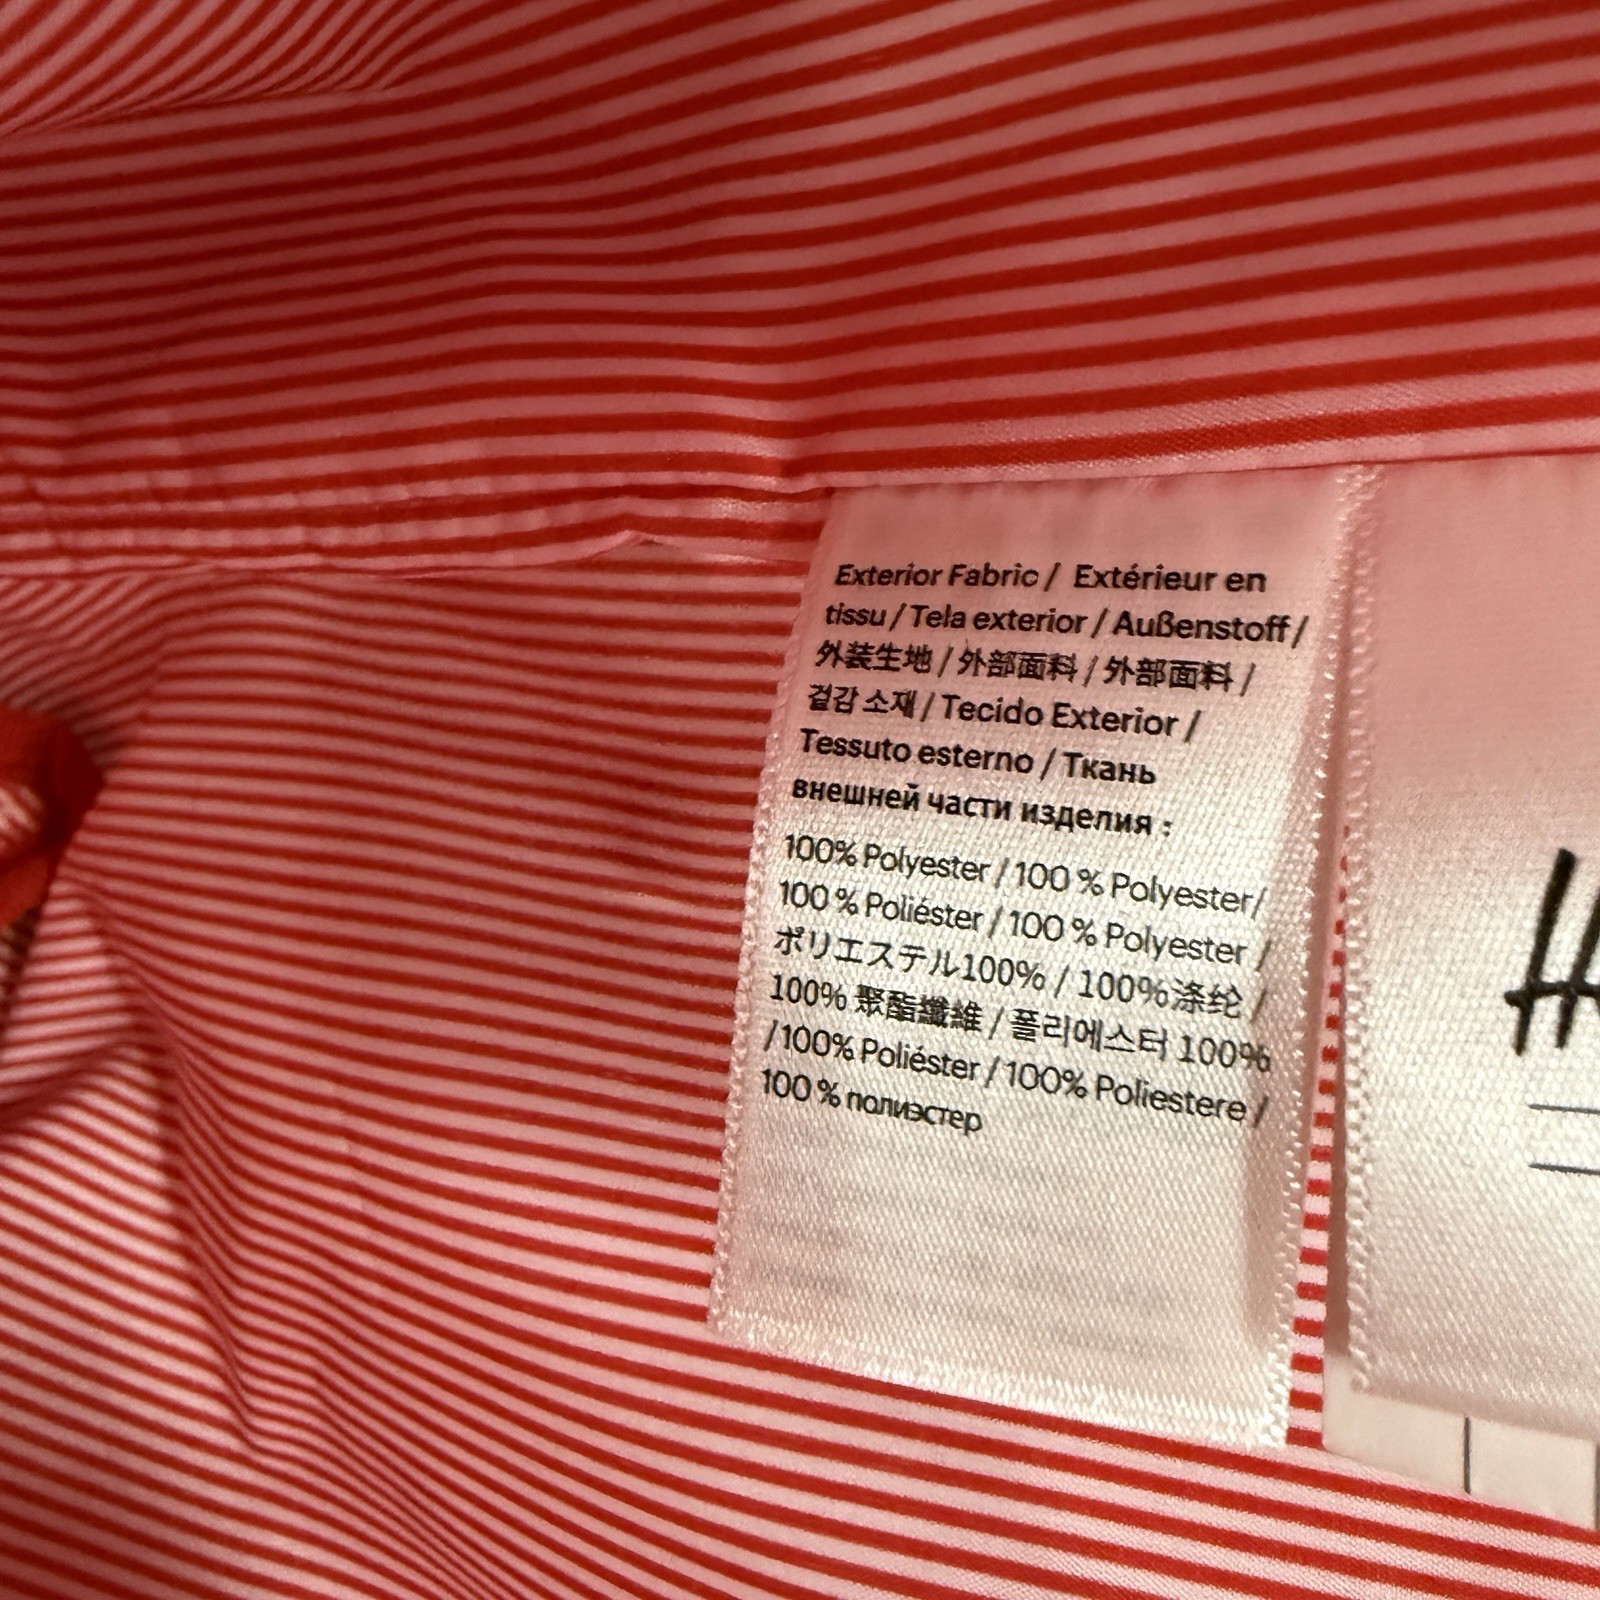 Exterior Fabric / Extérieur en
tissu / Tela exterior / Außenstoff /
外装生地 / 外部面料 / 外部面料 /
겉감 소재 / Tecido Exterior /
Tessuto esterno / Ткань
внешней части изделия :
100% Polyester / 100 % Polyester/
100 % Poliéster / 100 % Polyester /
ポリエステル100% / 100%涤纶 /
100% 聚酯纖維 / 폴리에스터 100%
/ 100% Poliéster / 100% Poliestere /
100 % полиэстер